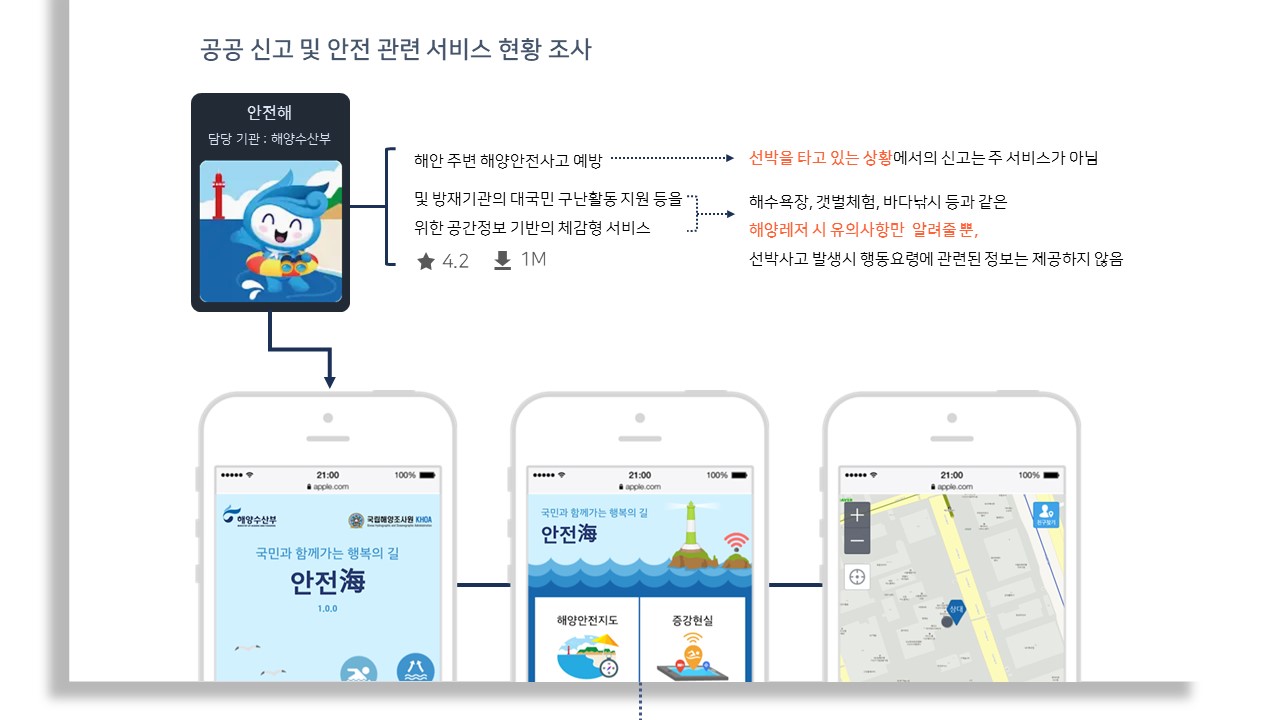 공공 신고 및 안전 관련 서비스 현황 조사
안전해
담당 기관 : 해양수산부
해안 주변 해양안전사고 예방
및 방재기관의 대국민 구난활동 지원 등을
위한 공간정보 기반의 체감형 서비스
4.2 1M
선박을 타고 있는 상황에서의 신고는 주 서비스가 아님
해수욕장, 갯벌체험, 바다낚시 등과 같은
해양레저 시 유의사항만 알려줄 뿐,
선박사고 발생시 행동요령에 관련된 정보는 제공하지 않음
21:00 100%
apple.com
해양수산부 국립해양조사원 KHOA
국민과 함께가는 행복의 길
안전海
1.0.0
21:00 100%
apple.com
국민과 함께가는 행복의 길
안전海
해양안전지도 증강현실
21:00 100%
apple.com
친구찾기
상대